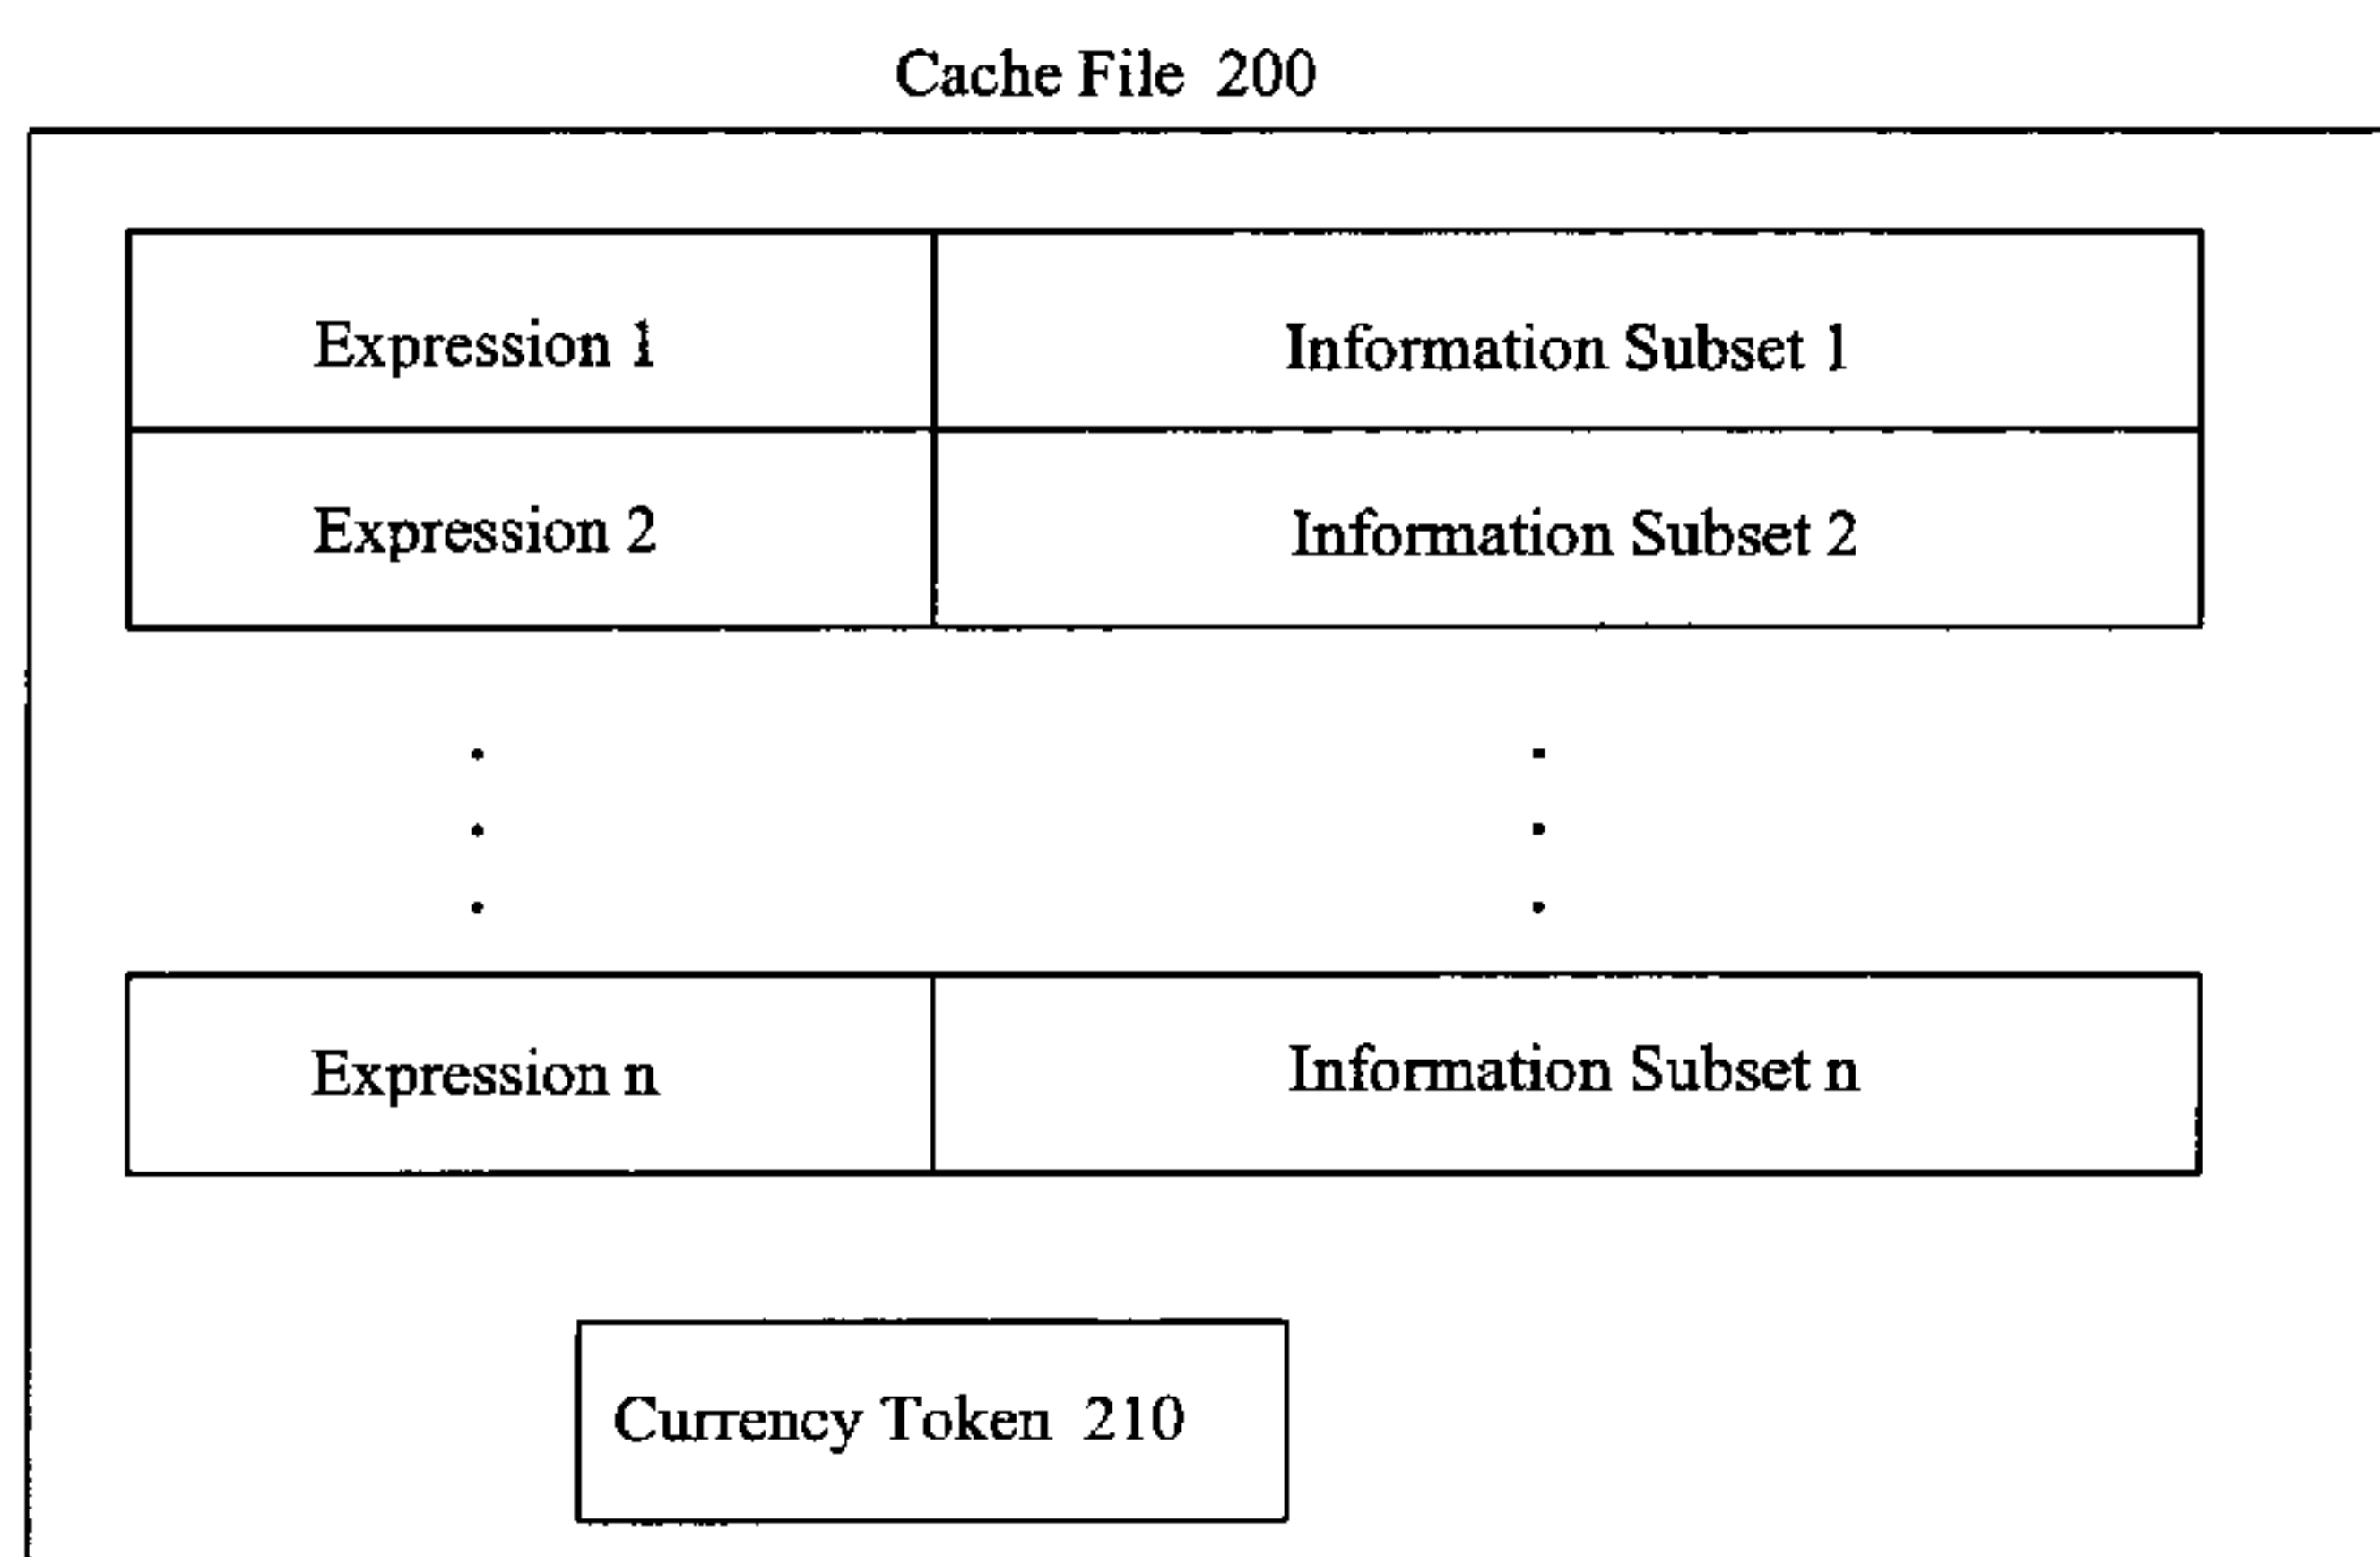 Cache File 200
Expression 1 Information Subset 1
Expression 2 Information Subset 2
Expression n Information Subset n
Currency Token 210